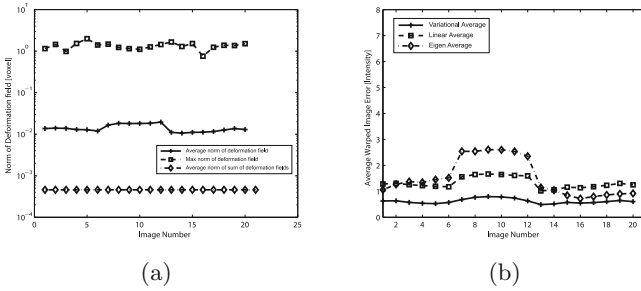 10^1
10^0
10^-1
10^-2
10^-3
10^-4
Norm of Deformation field [voxel]
Average norm of deformation field
Max norm of deformation field
Average norm of sum of deformation fields
0 5 10 15 20 25
Image Number
(a)
8
7
6
5
4
3
2
1
0
Average Warped Image Error [Intensity]
Variational Average
Linear Average
Eigen Average
2 4 6 8 10 12 14 16 18 20
Image Number
(b)